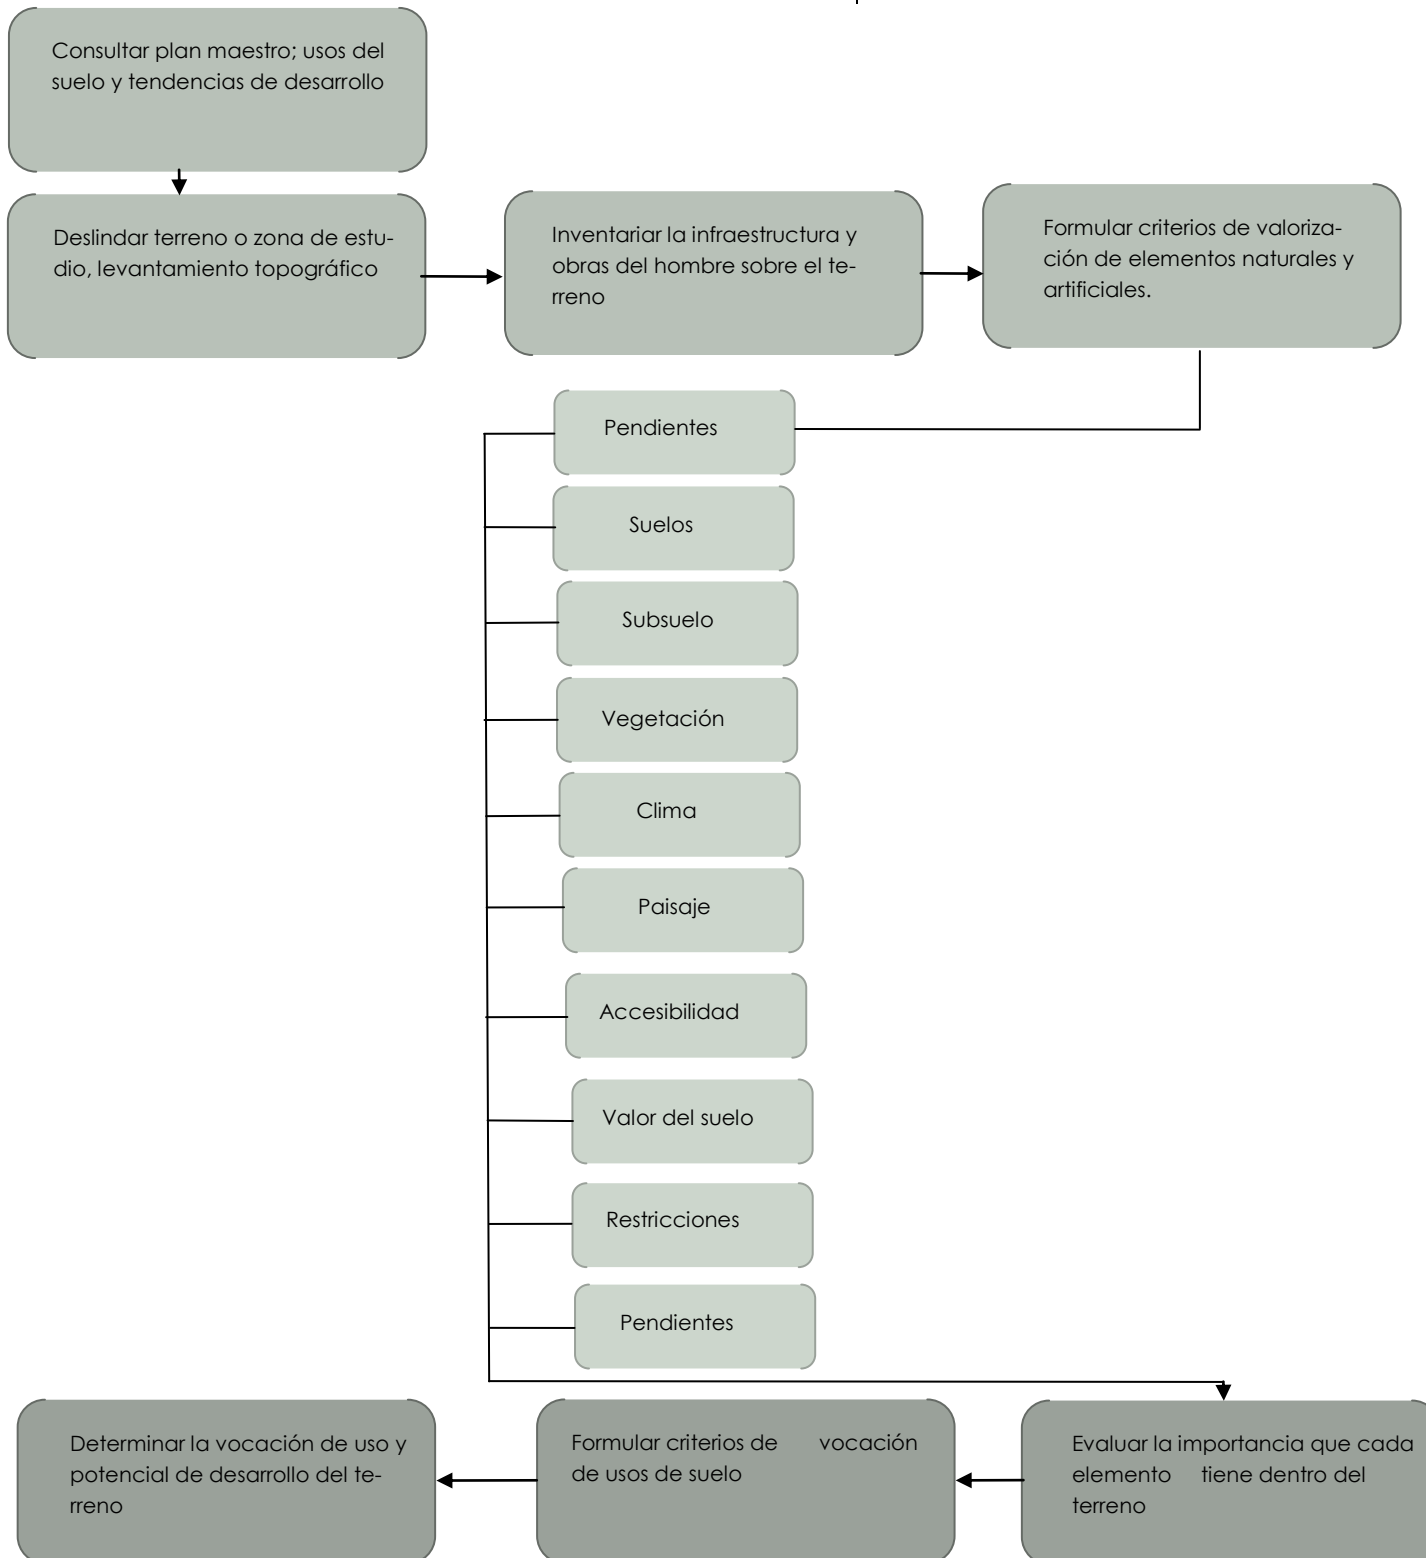 Consultar plan maestro; usos del
suelo y tendencias de desarrollo
Deslindar terreno o zona de estu-
dio, levantamiento topográfico
Inventariar la infraestructura y
obras del hombre sobre el te-
rreno
Formular criterios de valoriza-
ción de elementos naturales y
artificiales.
Pendientes
Suelos
Subsuelo
Vegetación
Clima
Paisaje
Accesibilidad
Valor del suelo
Restricciones
Pendientes
Determinar la vocación de uso y
potencial de desarrollo del te-
rreno
Formular criterios de vocación
de usos de suelo
Evaluar la importancia que cada
elemento tiene dentro del
terreno